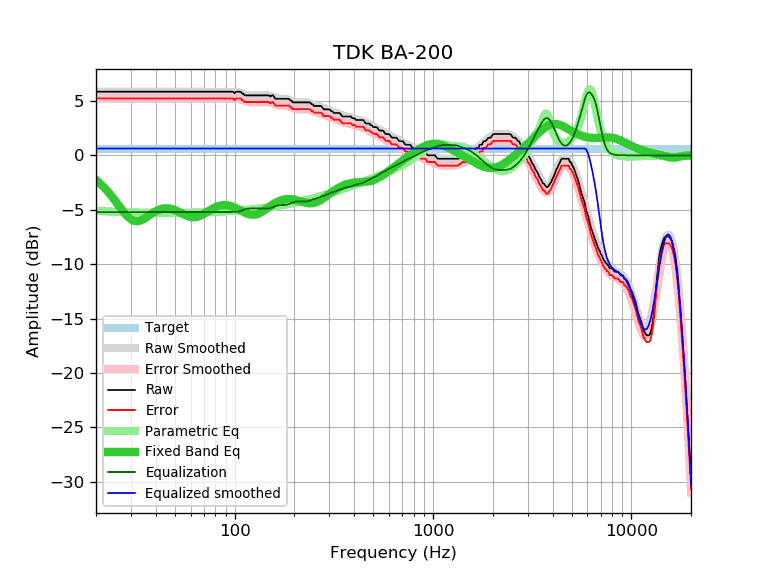 TDK BA-200
Amplitude (dBr)
5
0
−5
−10
−15
−20
−25
−30
Target
Raw Smoothed
Error Smoothed
Raw
Error
Parametric Eq
Fixed Band Eq
Equalization
Equalized smoothed
100
1000
10000
Frequency (Hz)